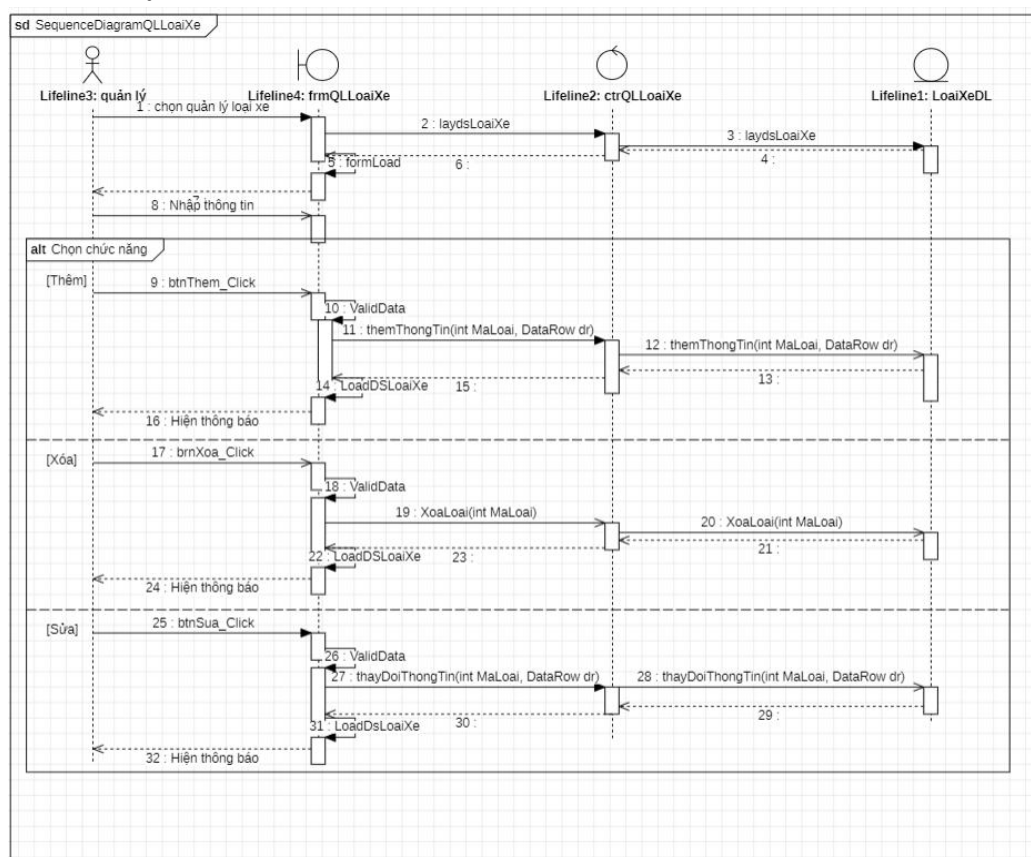 sd SequenceDiagramQLLoaiXe
Lifeline3: quản lý
Lifeline4: frmQLLoaiXe
Lifeline2: ctrQLLoaiXe
Lifeline1: LoaiXeDL
1 : chọn quản lý loại xe
2 : laydsLoaiXe
3 : laydsLoaiXe
4 :
5 : formLoad
6 :
7 :
8 : Nhập thông tin
alt Chọn chức năng
[Thêm]
9 : btnThem_Click
10 : ValidData
11 : themThongTin(int MaLoai, DataRow dr)
12 : themThongTin(int MaLoai, DataRow dr)
13 :
14 : LoadDSLoaiXe
15 :
16 : Hiện thông báo
[Xóa]
17 : brnXoa_Click
18 : ValidData
19 : XoaLoai(int MaLoai)
20 : XoaLoai(int MaLoai)
21 :
22 : LoadDSLoaiXe
23 :
24 : Hiện thông báo
[Sửa]
25 : btnSua_Click
26 : ValidData
27 : thayDoiThongTin(int MaLoai, DataRow dr)
28 : thayDoiThongTin(int MaLoai, DataRow dr)
29 :
30 :
31 : LoadDsLoaiXe
32 : Hiện thông báo